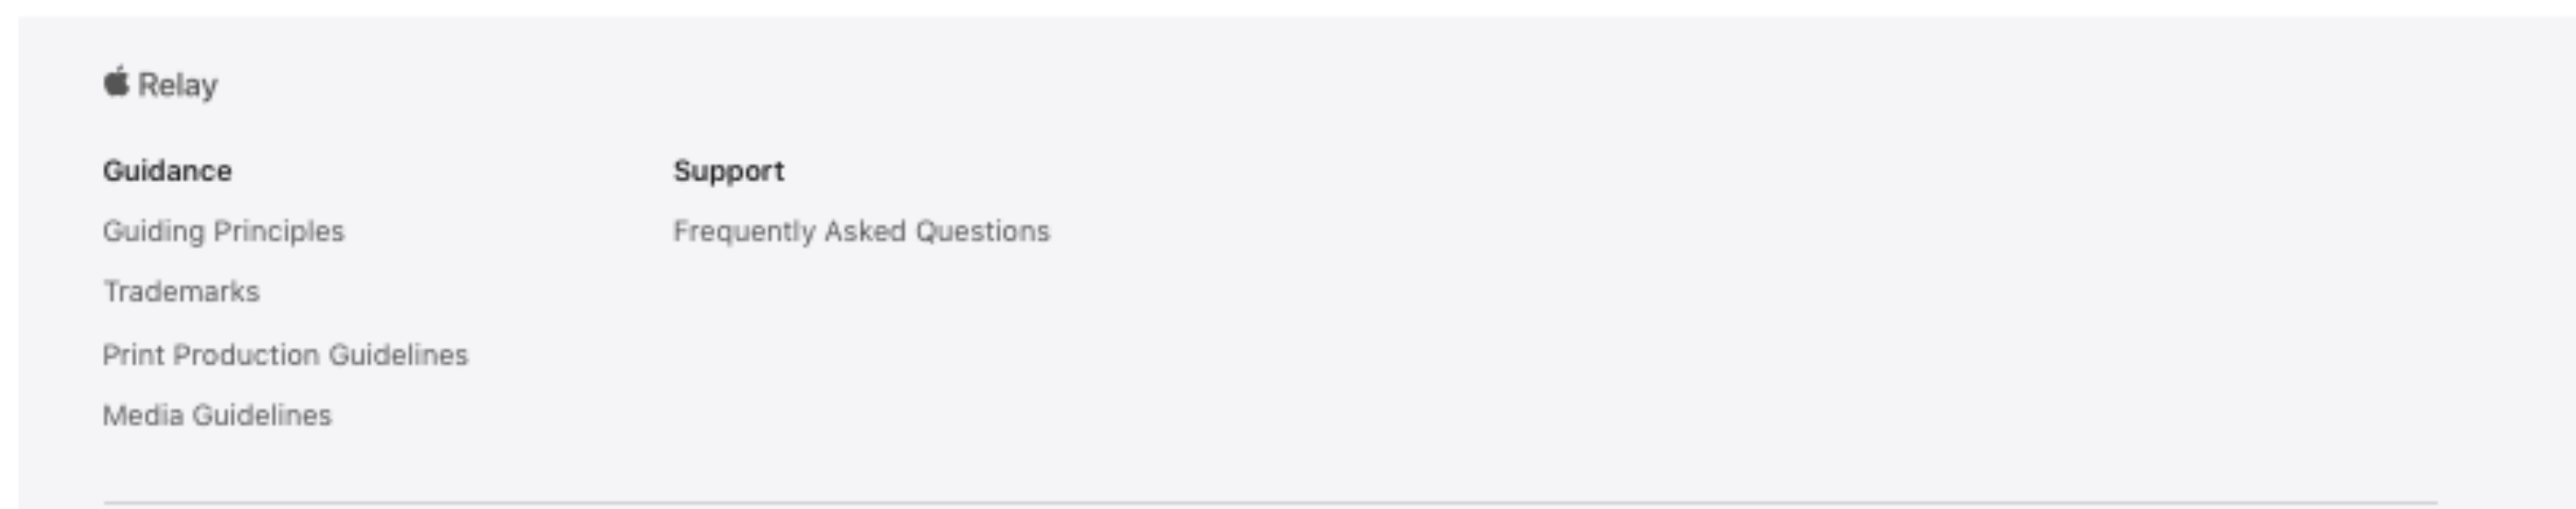 Relay
Guidance
Guiding Principles
Trademarks
Print Production Guidelines
Media Guidelines
Support
Frequently Asked Questions